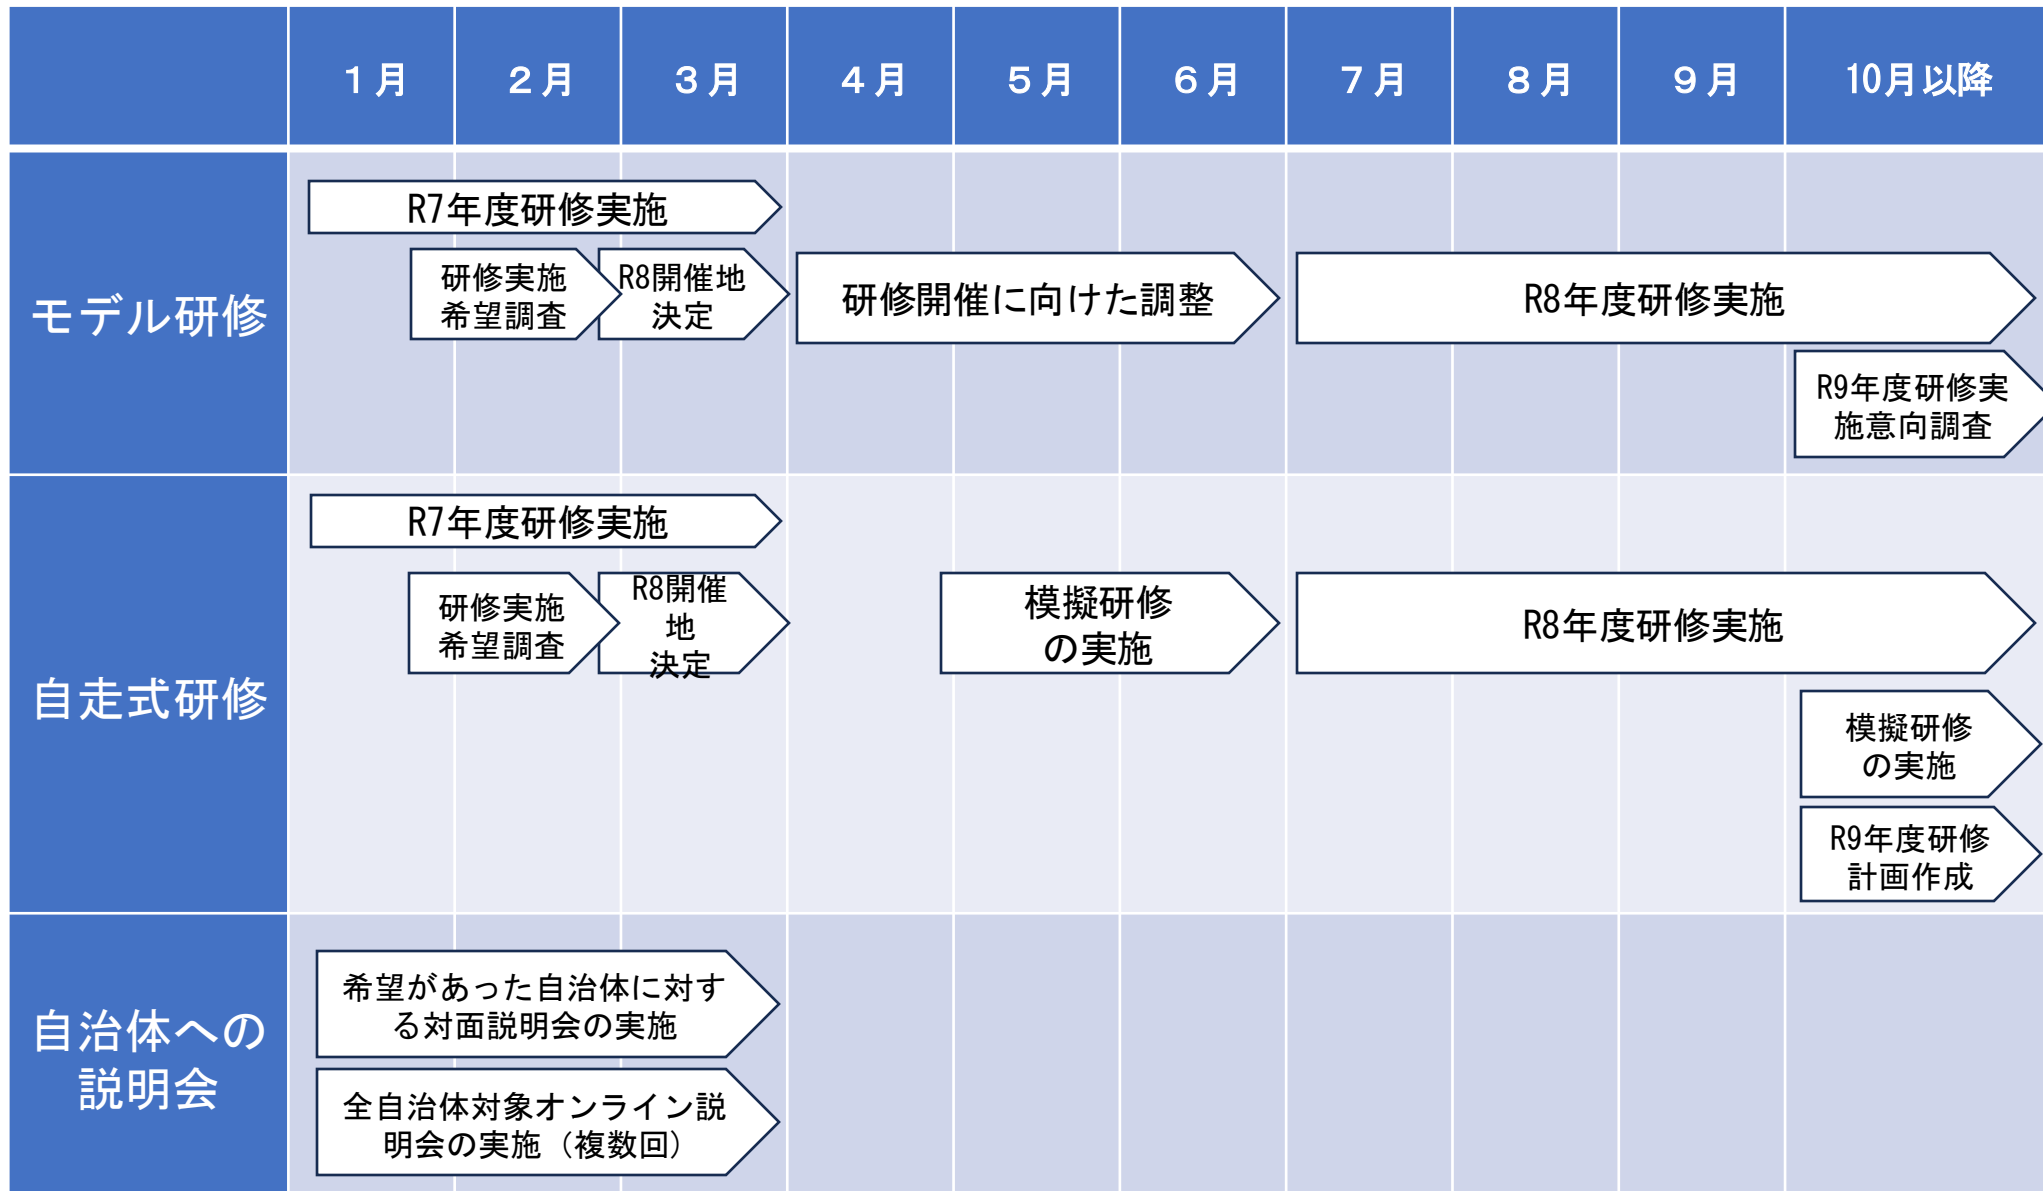 １月 ２月 ３月 ４月 ５月 ６月 ７月 ８月 ９月 10月以降
モデル研修
R7年度研修実施
研修実施
希望調査
R8開催地
決定
研修開催に向けた調整
R8年度研修実施
R9年度研修実
施意向調査
自走式研修
R7年度研修実施
研修実施
希望調査
R8開催
地
決定
模擬研修
の実施
R8年度研修実施
模擬研修
の実施
R9年度研修
計画作成
自治体への
説明会
希望があった自治体に対す
る対面説明会の実施
全自治体対象オンライン説
明会の実施（複数回）